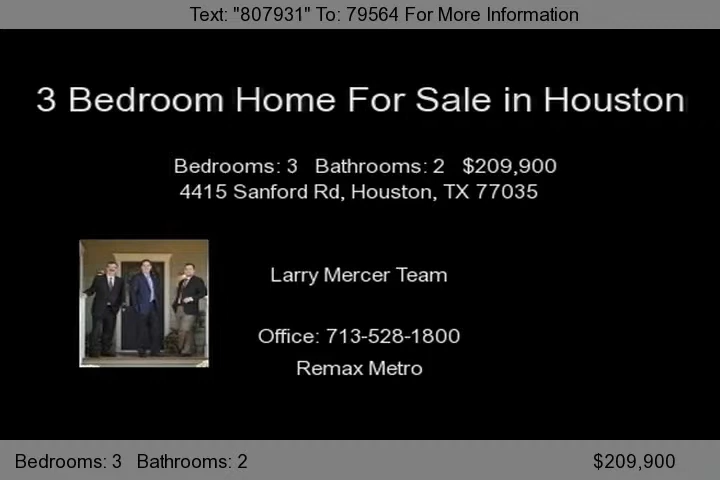 Text: "807931" To: 79564 For More Information
3 Bedroom Home For Sale in Houston
Bedrooms: 3 Bathrooms: 2 $209,900
4415 Sanford Rd, Houston, TX 77035
Larry Mercer Team
Office: 713-528-1800
Remax Metro
Bedrooms: 3 Bathrooms: 2 $209,900